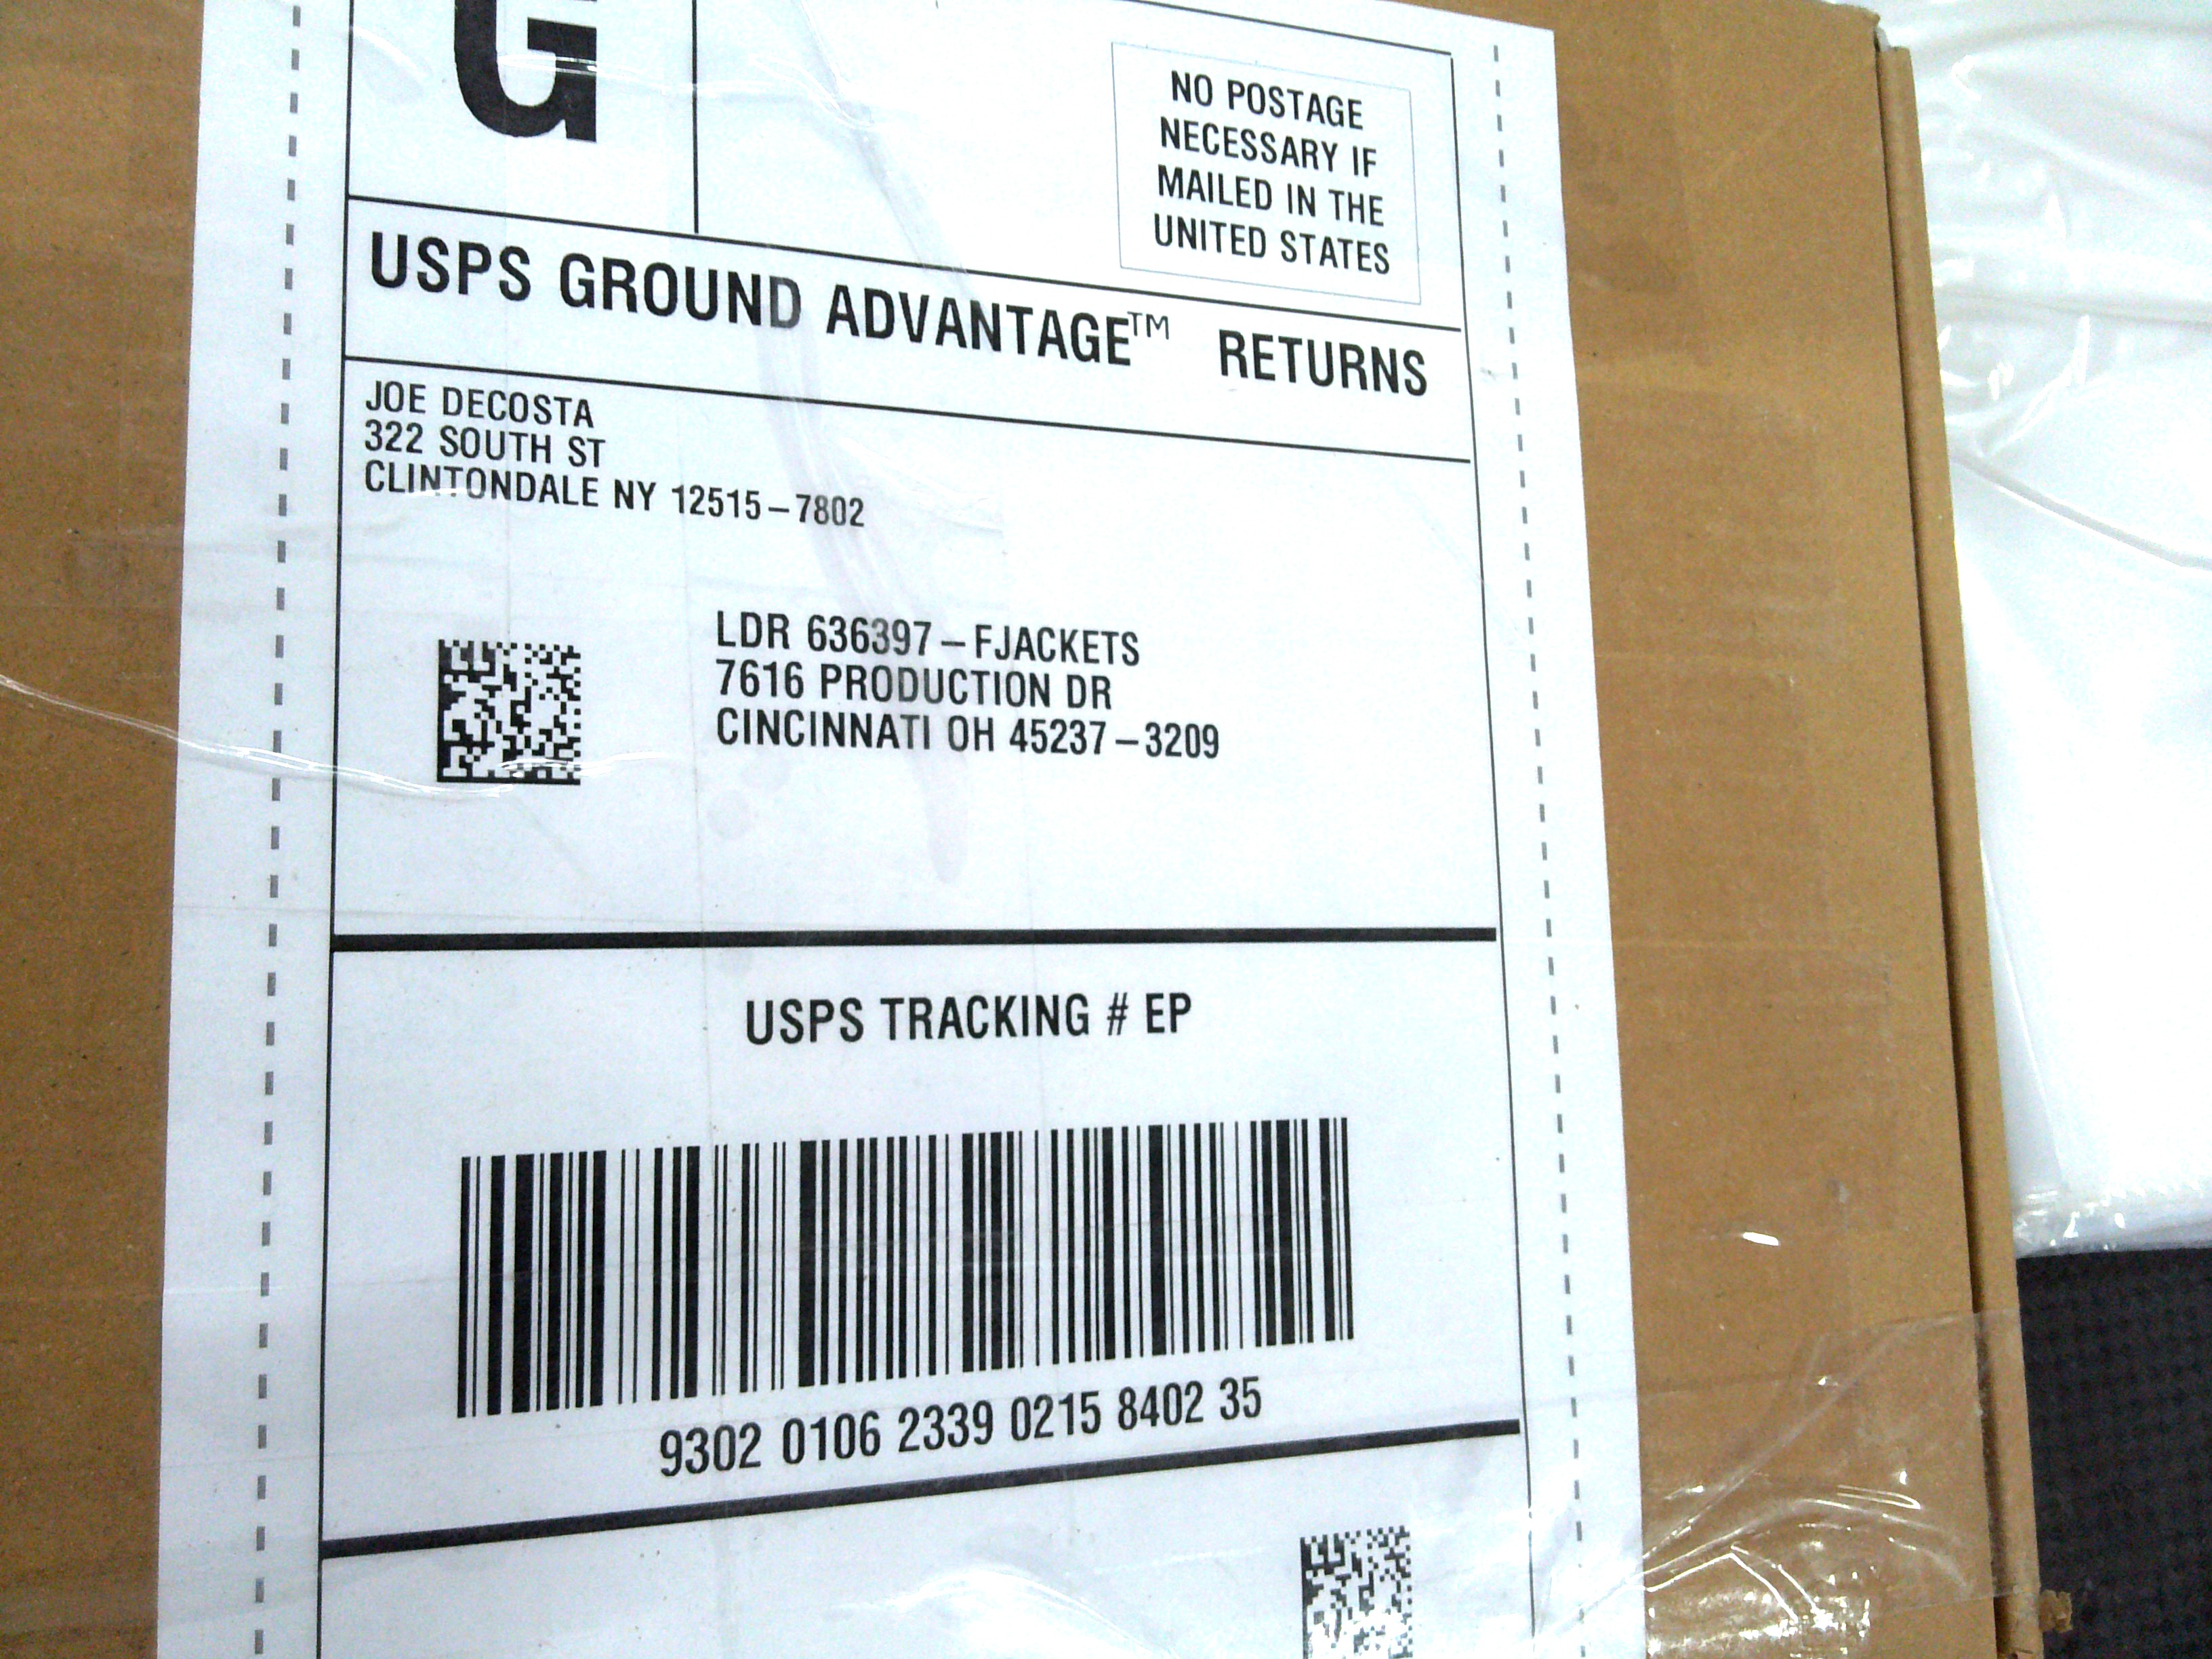 G
NO POSTAGE
NECESSARY IF
MAILED IN THE
UNITED STATES
USPS GROUND ADVANTAGE™ RETURNS
JOE DECOSTA
322 SOUTH ST
CLINTONDALE NY 12515-7802
LDR 636397-FJACKETS
7616 PRODUCTION DR
CINCINNATI OH 45237-3209
USPS TRACKING # EP
9302 0106 2339 0215 8402 35